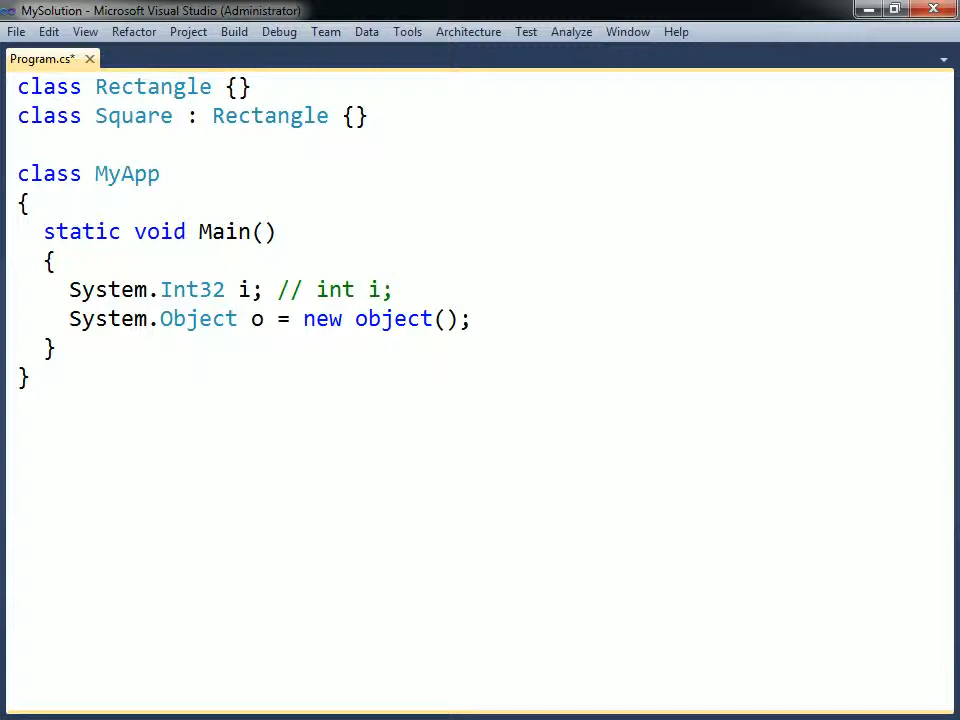 MySolution - Microsoft Visual Studio (Administrator)
File Edit View Refactor Project Build Debug Team Data Tools Architecture Test Analyze Window Help
Program.cs*
class Rectangle {}
class Square : Rectangle {}
class MyApp
{
static void Main()
{
System.Int32 i; // int i;
System.Object o = new object();
}
}